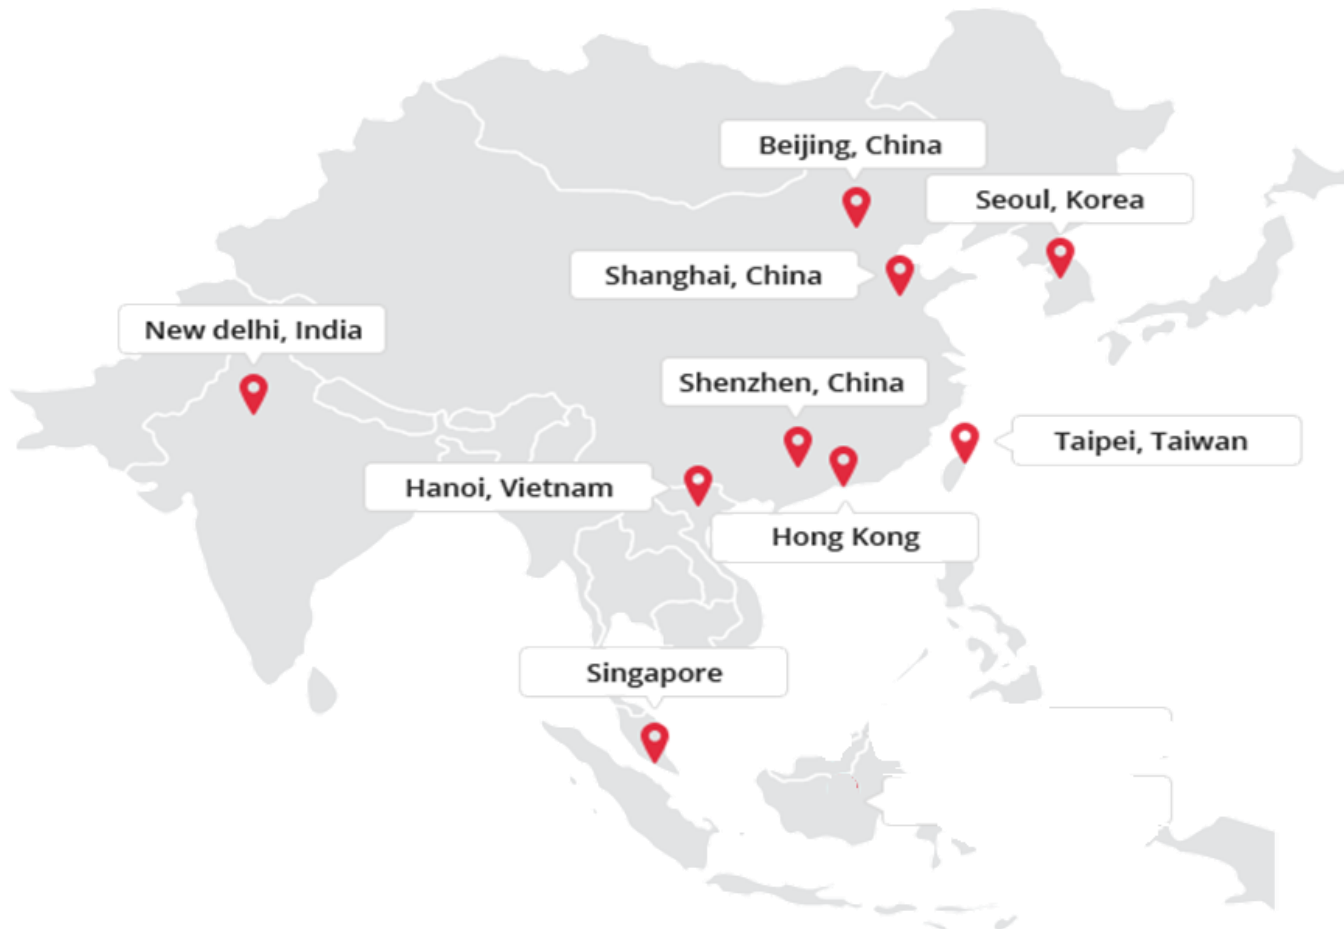 Beijing, China
Seoul, Korea
Shanghai, China
New delhi, India
Shenzhen, China
Taipei, Taiwan
Hanoi, Vietnam
Hong Kong
Singapore